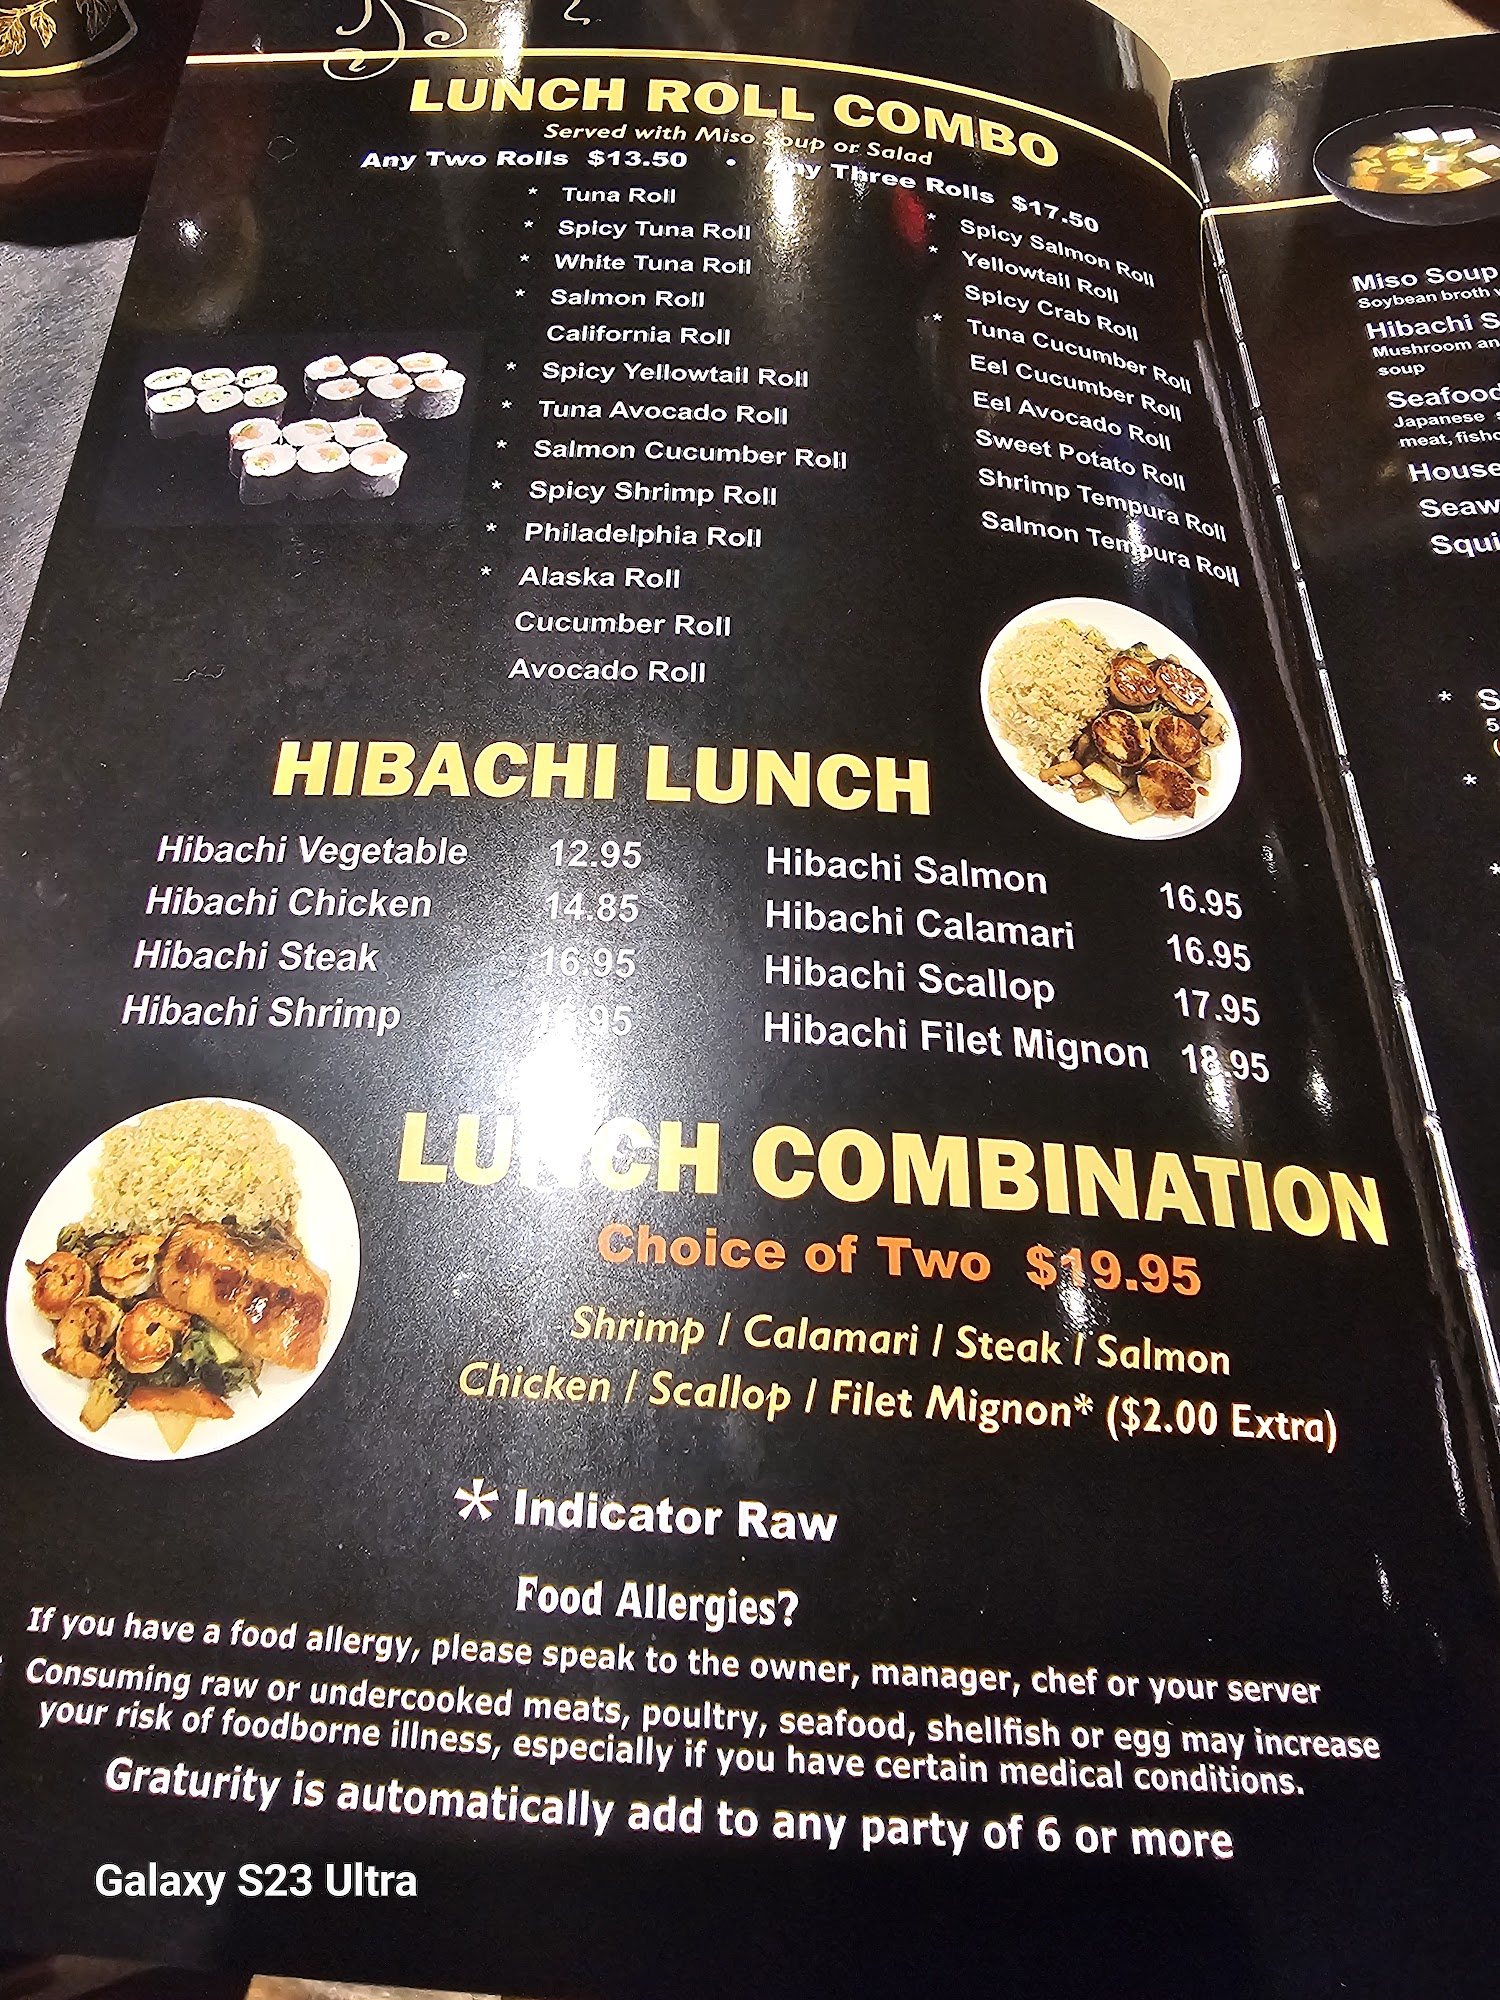 LUNCH ROLL COMBO
Served with Miso Soup or Salad
Any Two Rolls $13.50 • Any Three Rolls $17.50
* Tuna Roll
* Spicy Tuna Roll
* White Tuna Roll
* Salmon Roll
California Roll
* Spicy Yellowtail Roll
* Tuna Avocado Roll
* Salmon Cucumber Roll
* Spicy Shrimp Roll
* Philadelphia Roll
* Alaska Roll
Cucumber Roll
Avocado Roll
* Spicy Salmon Roll
* Yellowtail Roll
Spicy Crab Roll
* Tuna Cucumber Roll
Eel Cucumber Roll
Eel Avocado Roll
Sweet Potato Roll
Shrimp Tempura Roll
Salmon Tempura Roll
HIBACHI LUNCH
Hibachi Vegetable 12.95
Hibachi Chicken 14.85
Hibachi Steak 16.95
Hibachi Shrimp
Hibachi Salmon 16.95
Hibachi Calamari 16.95
Hibachi Scallop 17.95
Hibachi Filet Mignon 18.95
LUNCH COMBINATION
Choice of Two $19.95
Shrimp / Calamari / Steak / Salmon
Chicken / Scallop / Filet Mignon* ($2.00 Extra)
* Indicator Raw
Food Allergies?
If you have a food allergy, please speak to the owner, manager, chef or your server
Consuming raw or undercooked meats, poultry, seafood, shellfish or egg may increase
your risk of foodborne illness, especially if you have certain medical conditions.
Graturity is automatically add to any party of 6 or more
Galaxy S23 Ultra
Miso Soup
Soybean broth
Hibachi
Mushroom
soup
Seafood
Japanese
meat,
House